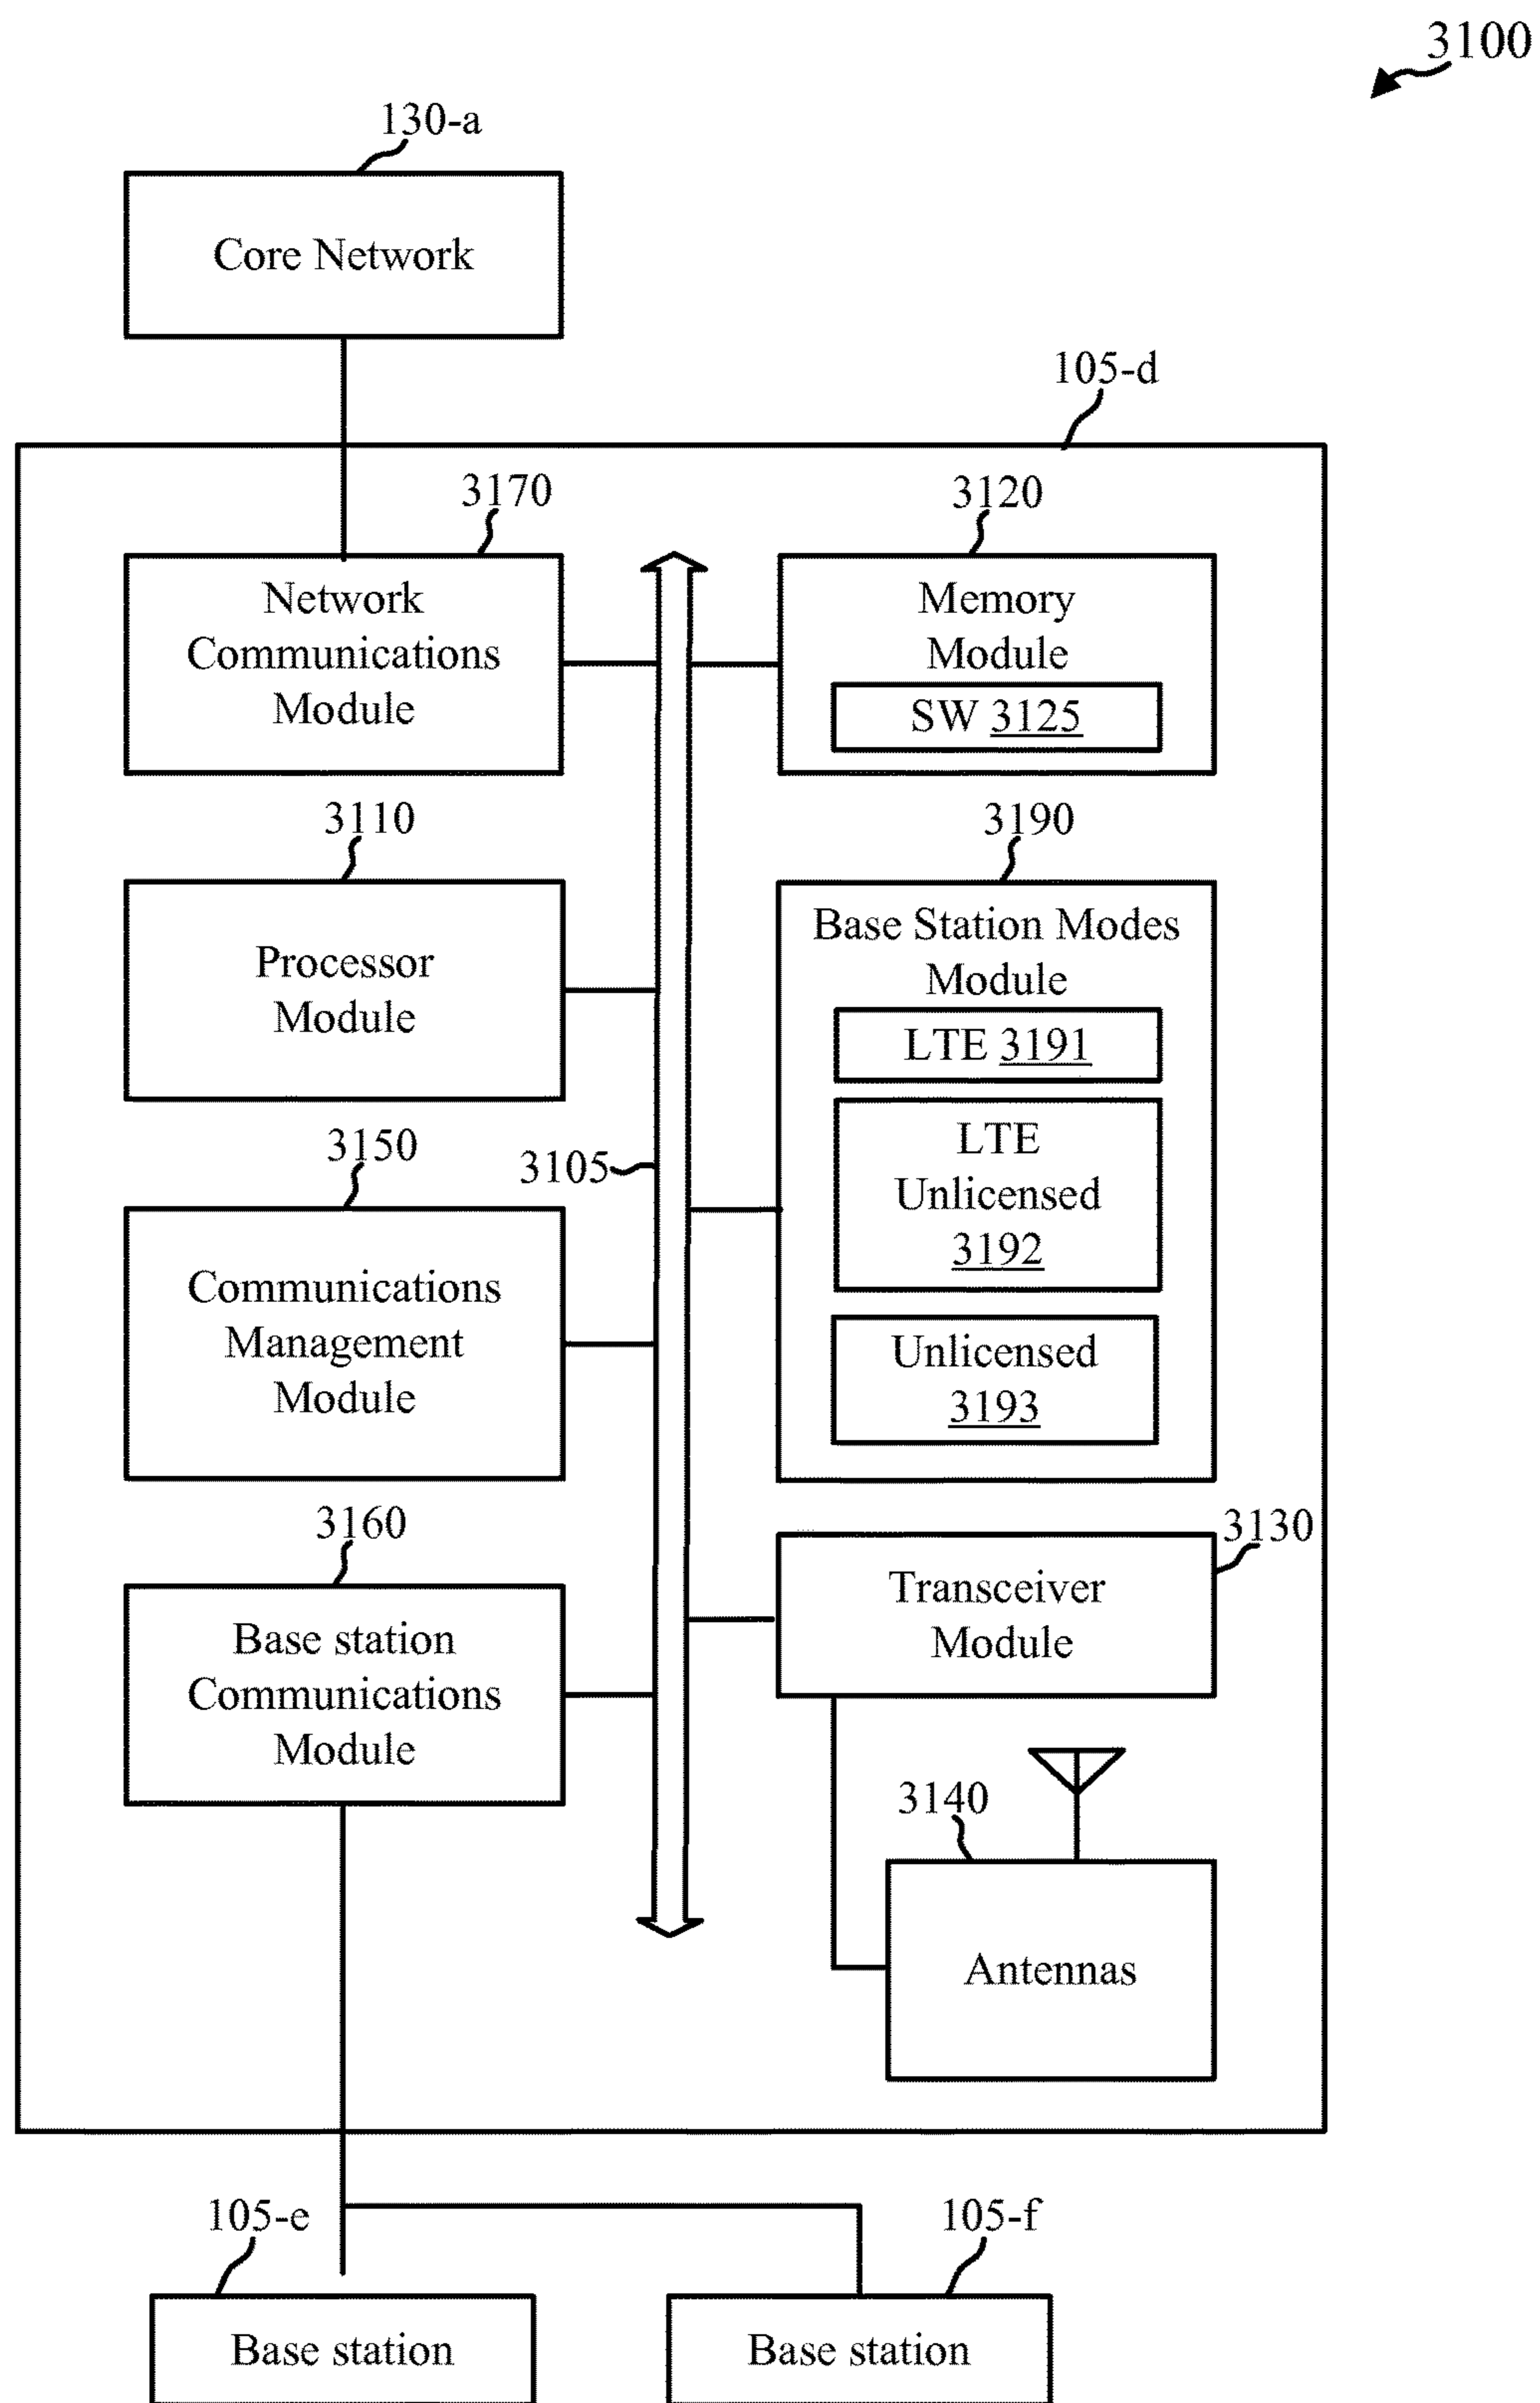 3100
130-a
Core Network
105-d
3170
3120
Network
Communications
Module
Memory
Module
SW 3125
3110
3190
Processor
Module
Base Station Modes
Module
LTE 3191
LTE
Unlicensed
3192
Unlicensed
3193
3150
3105
Communications
Management
Module
3160
3130
Base station
Communications
Module
Transceiver
Module
3140
Antennas
105-e
105-f
Base station
Base station